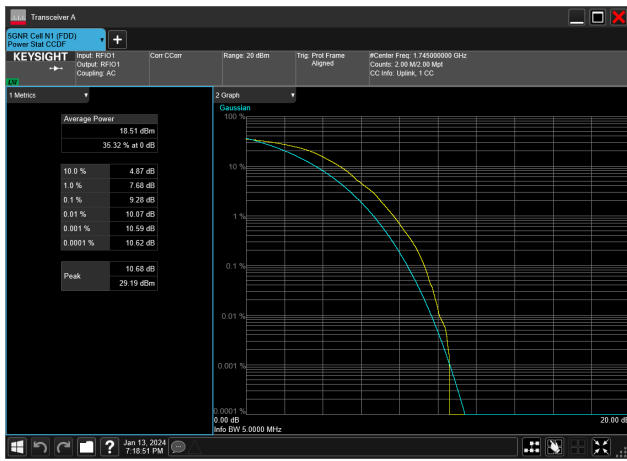 Transceiver A
5GNR Cell N1 (FDD)
Power Stat CCDF
KEYSIGHT
Input: RFIO1
Output: RFIO1
Coupling: AC
Corr CCorr
Range: 20 dBm
Trig: Prot Frame
Aligned
#Center Freq: 1.745000000 GHz
Counts: 2.00 M/2.00 Mpt
CC Info: Uplink, 1 CC
1 Metrics
Average Power
18.51 dBm
35.32 % at 0 dB
10.0 % 4.87 dB
1.0 % 7.68 dB
0.1 % 9.28 dB
0.01 % 10.07 dB
0.001 % 10.59 dB
0.0001 % 10.62 dB
Peak
10.68 dB
29.19 dBm
2 Graph
Gaussian
100 %
10 %
1 %
0.1 %
0.01 %
0.001 %
0.0001 %
0.00 dB
20.00 dB
Info BW 5.0000 MHz
Jan 13, 2024
7:18:51 PM